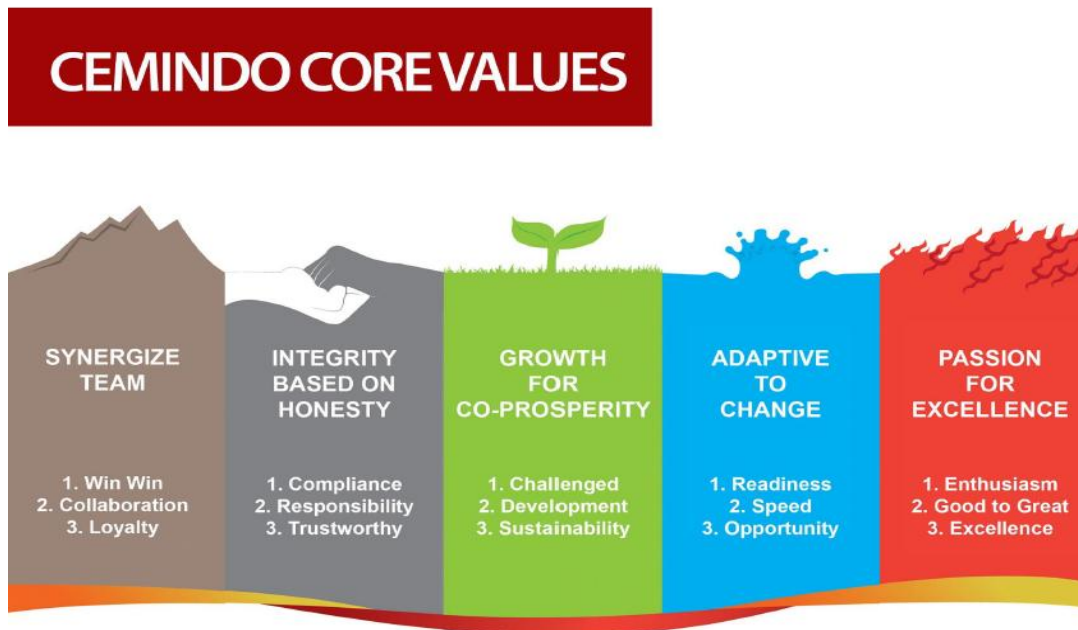 CEMINDO CORE VALUES
SYNERGIZE
TEAM
1. Win Win
2. Collaboration
3. Loyalty
INTEGRITY
BASED ON
HONESTY
1. Compliance
2. Responsibility
3. Trustworthy
GROWTH
FOR
CO-PROSPERITY
1. Challenged
2. Development
3. Sustainability
ADAPTIVE
TO
CHANGE
1. Readiness
2. Speed
3. Opportunity
PASSION
FOR
EXCELLENCE
1. Enthusiasm
2. Good to Great
3. Excellence